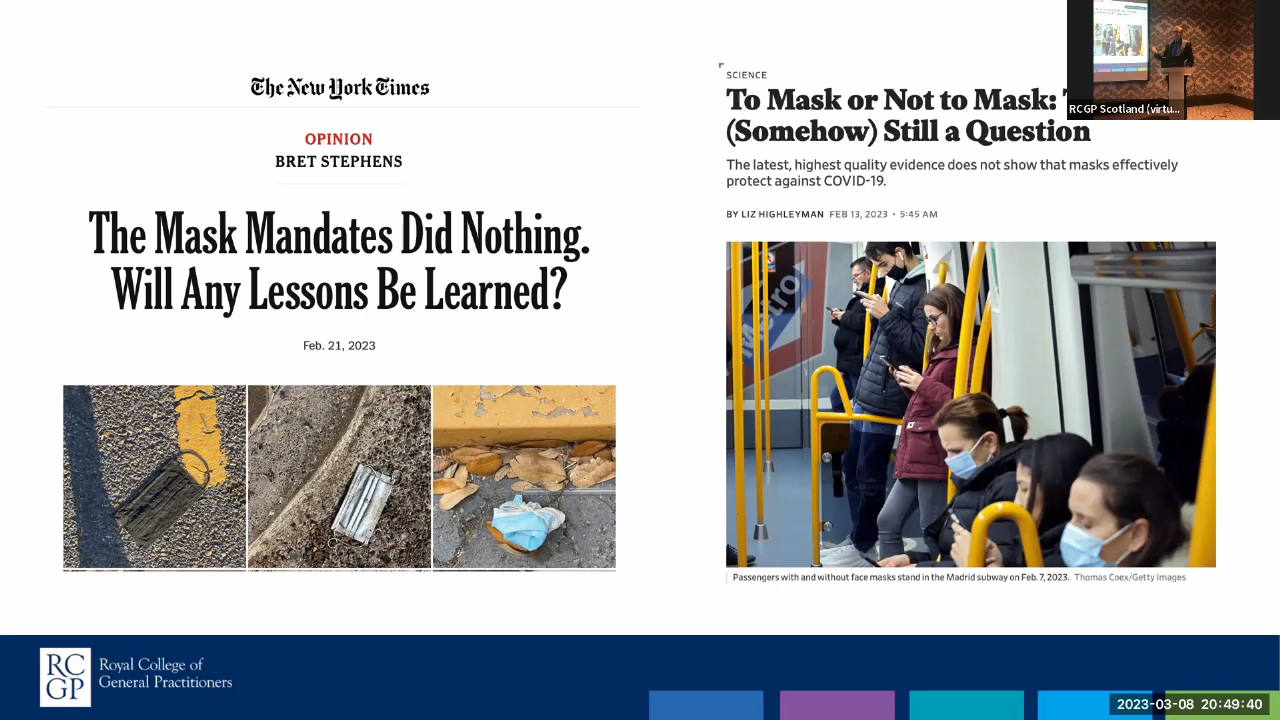 The New York Times
OPINION
BRET STEPHENS
The Mask Mandates Did Nothing.
Will Any Lessons Be Learned?
Feb. 21, 2023
SCIENCE
To Mask or Not to Mask:
(Somehow) Still a Question
The latest, highest quality evidence does not show that masks effectively
protect against COVID-19.
BY LIZ HIGHLEYMAN FEB 13, 2023 • 5:45 AM
Metro
Passengers with and without face masks stand in the Madrid subway on Feb. 7, 2023. Thomas Coex/Getty Images
RCGP Scotland (virtu...
RC
GP
Royal College of
General Practitioners
2023-03-08 20:49:40